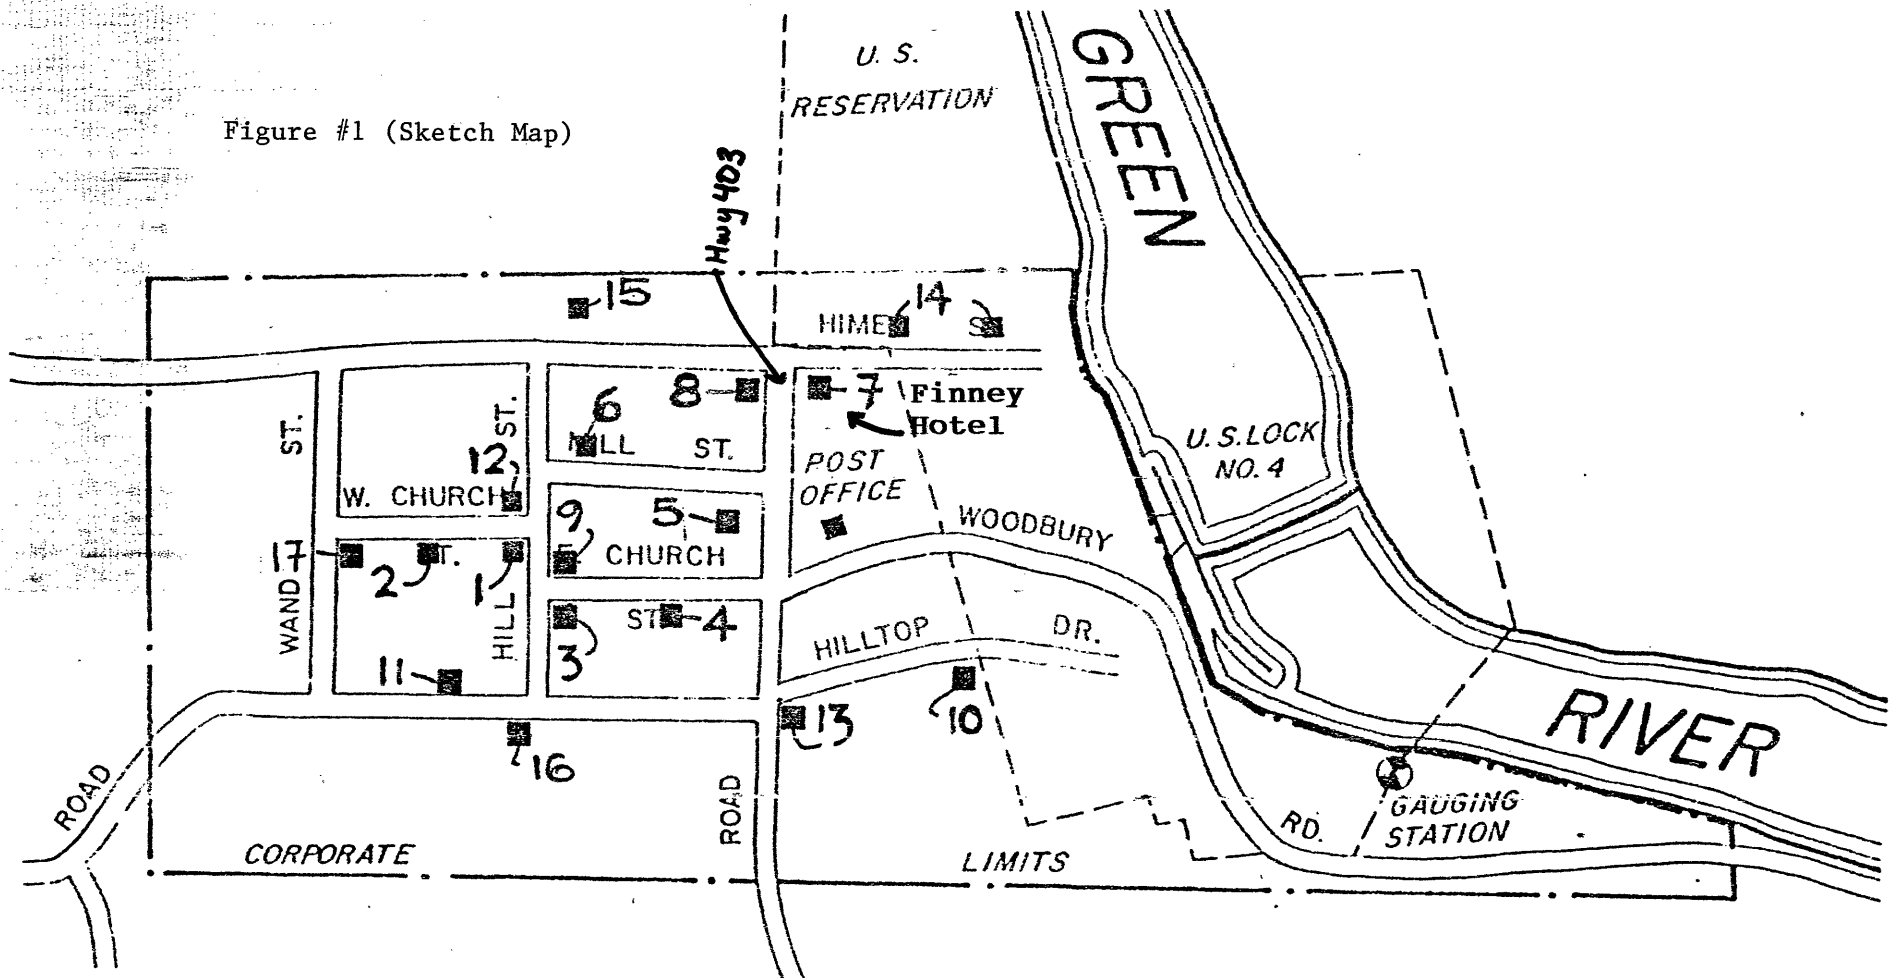 U. S.
RESERVATION
GREEN
Figure #1 (Sketch Map)
Hwy 403
15
14
HIME
8
7
Finney
Hotel
6
ST.
ST.
ST.
12
POST
OFFICE
U. S. LOCK
NO. 4
W. CHURCH
9
5
WOODBURY
CHURCH
17
2
1
WAND
HILL
ST
4
3
HILLTOP
DR.
11
13
10
16
RIVER
ROAD
ROAD
RD.
GAUGING
STATION
CORPORATE
LIMITS